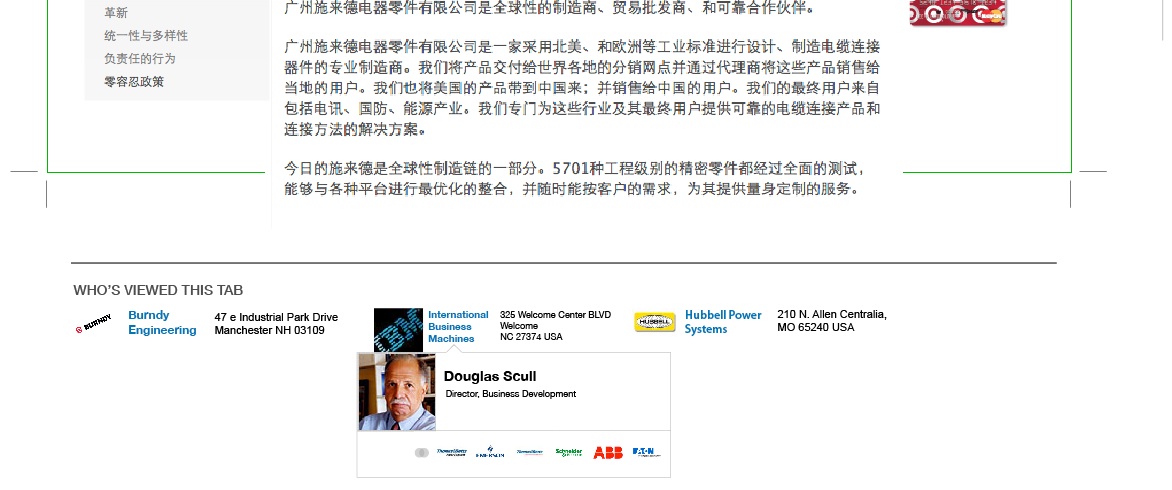 革新
统一性与多样性
负责任的行为
零容忍政策
广州施来德电器零件有限公司是全球性的制造商、贸易批发商、和可靠合作伙伴。
广州施来德电器零件有限公司是一家采用北美、和欧洲等工业标准进行设计、制造电缆连接
器件的专业制造商。我们将产品交付给世界各地的分销网点并通过代理商将这些产品销售给
当地的用户。我们也将美国的产品带到中国来；并销售给中国的用户。我们的最终用户来自
包括电讯、国防、能源产业。我们专门为这些行业及其最终用户提供可靠的电缆连接产品和
连接方法的解决方案。
今日的施来德是全球性制造链的一部分。5701种工程级别的精密零件都经过全面的测试，
能够与各种平台进行最优化的整合，并随时能按客户的需求，为其提供量身定制的服务。
WHO'S VIEWED THIS TAB
BURNDY
Burndy
Engineering
47 e Industrial Park Drive
Manchester NH 03109
IBM
International
Business
Machines
325 Welcome Center BLVD
Welcome
NC 27374 USA
HUBBELL
Hubbell Power
Systems
210 N. Allen Centralia,
MO 65240 USA
Douglas Scull
Director, Business Development
Thomas&Betts
EMERSON
Thomas&Betts
Schneider
ABB
EATON